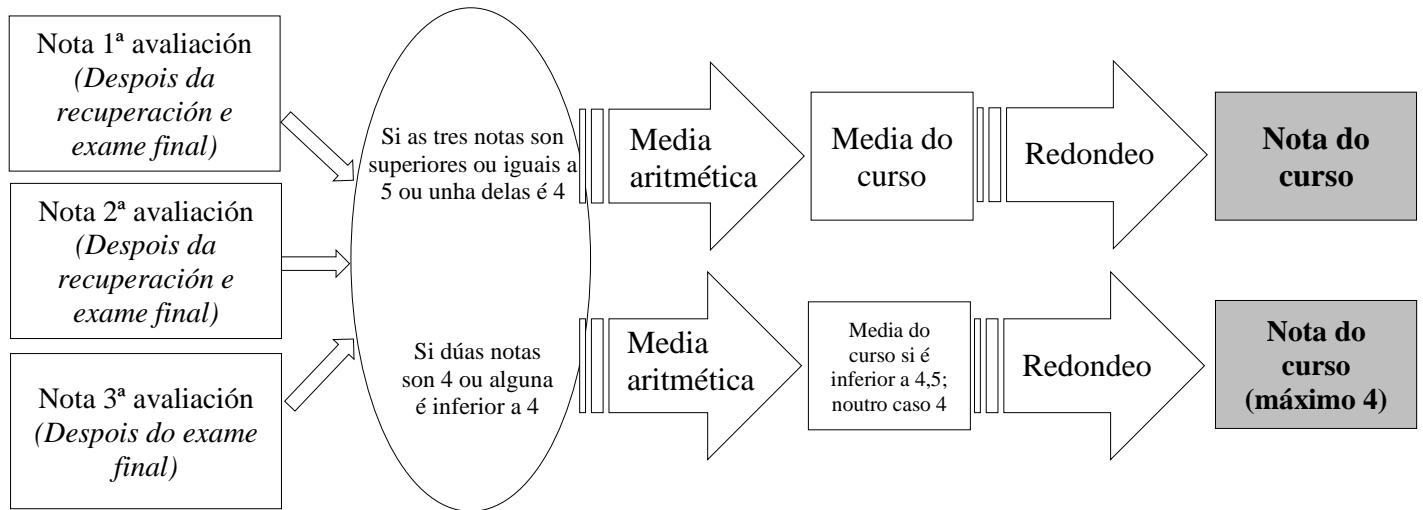 Nota 1ª avaliación
(Despois da
recuperación e
exame final)
Nota 2ª avaliación
(Despois da
recuperación e
exame final)
Nota 3ª avaliación
(Despois do exame
final)
Si as tres notas son
superiores ou iguais a
5 ou unha delas é 4
Media
aritmética
Media do
curso
Redondeo
Nota do
curso
Si dúas notas
son 4 ou alguna
é inferior a 4
Media
aritmética
Media do
curso si é
inferior a 4,5;
noutro caso 4
Redondeo
Nota do
curso
(máximo 4)